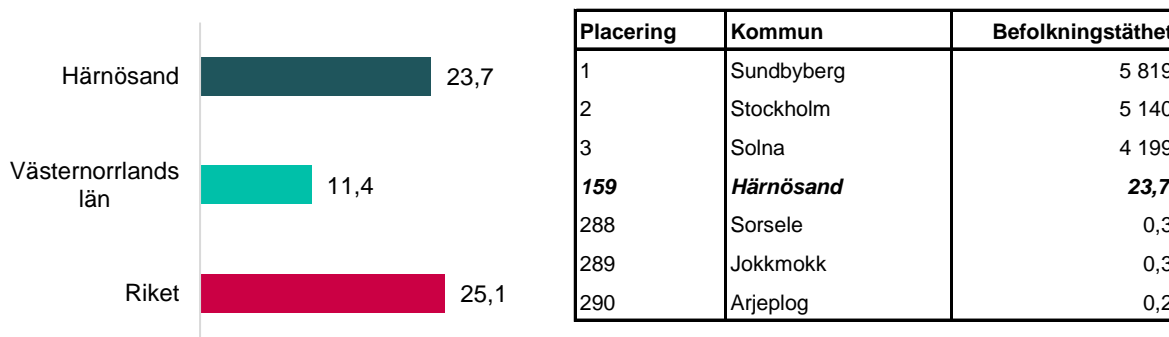 Härnösand 23,7
Västernorrlands
län 11,4
Riket 25,1
Placering Kommun Befolkningstäthet
1 Sundbyberg 5 819
2 Stockholm 5 140
3 Solna 4 199
159 Härnösand 23,7
288 Sorsele 0,3
289 Jokkmokk 0,3
290 Arjeplog 0,2